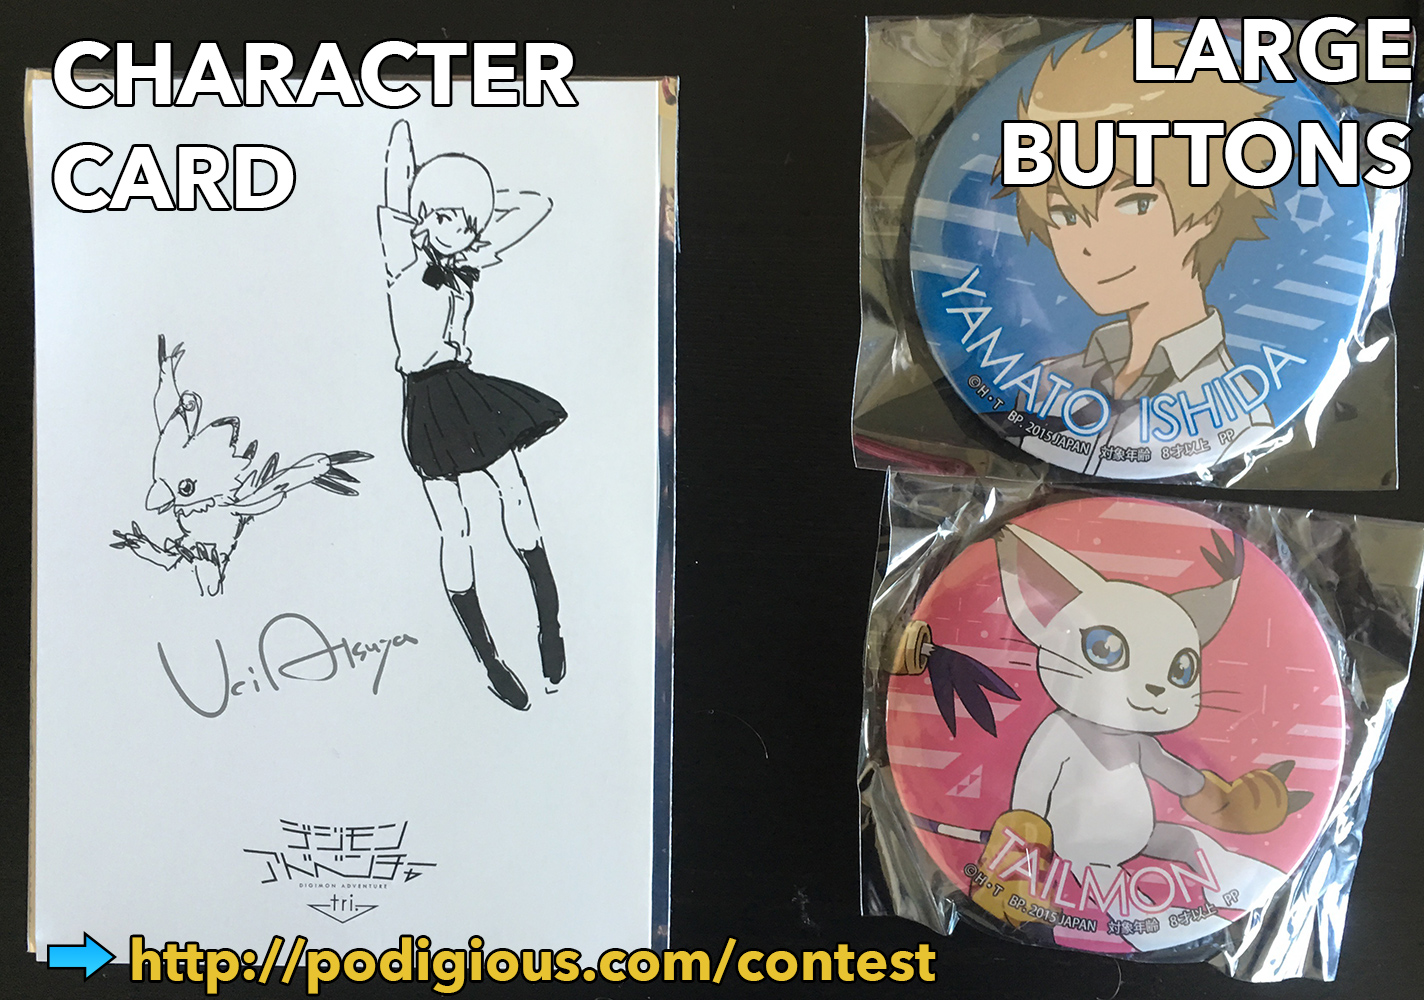 CHARACTER
CARD
LARGE
BUTTONS
YAMATO ISHIDA
©H・T BP. 2015 JAPAN 対象年齢 8才以上 PP
Uki Atsuya
TAILMON
©H・T BP. 2015 JAPAN 対象年齢 8才以上 PP
デジモン
アドベンチャー
DIGIMON ADVENTURE
tri.
http://podigious.com/contest